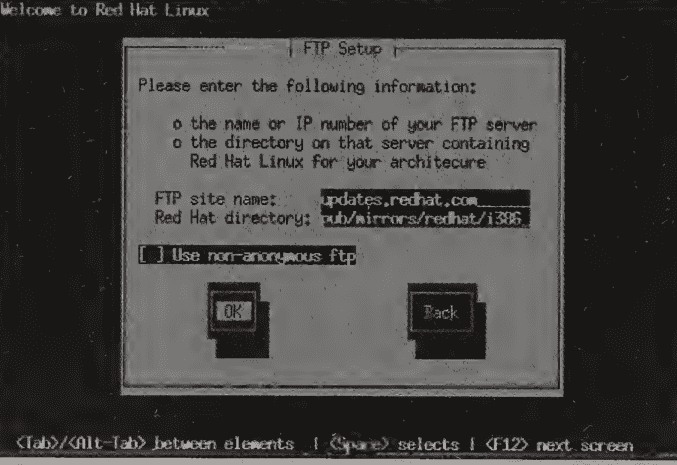 Welcome to Red Hat Linux
FTP Setup
Please enter the following information:
o the name or IP number of your FTP server
o the directory on that server containing
Red Hat Linux for your architecure
FTP site name: updates.redhat.com
Red Hat directory: pub/mirrors/redhat/i386
[ ] Use non-anonymous ftp
OK Back
<Tab>/<Alt-Tab> between elements | <Space> selects | <F12> next screen